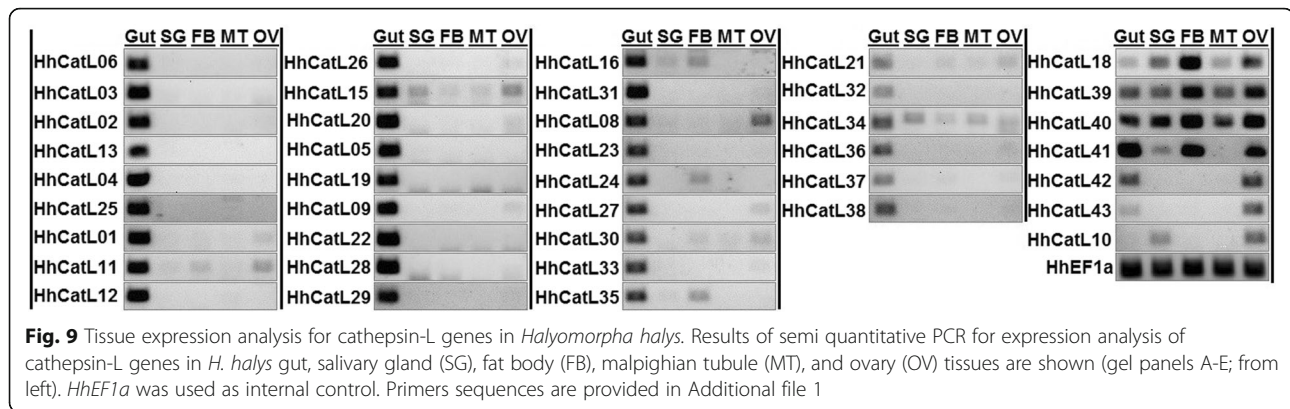 Gut SG FB MT OV
HhCatL06
HhCatL03
HhCatL02
HhCatL13
HhCatL04
HhCatL25
HhCatL01
HhCatL11
HhCatL12
Gut SG FB MT OV
HhCatL26
HhCatL15
HhCatL20
HhCatL05
HhCatL19
HhCatL09
HhCatL22
HhCatL28
HhCatL29
Gut SG FB MT OV
HhCatL16
HhCatL31
HhCatL08
HhCatL23
HhCatL24
HhCatL27
HhCatL30
HhCatL33
HhCatL35
Gut SG FB MT OV
HhCatL21
HhCatL32
HhCatL34
HhCatL36
HhCatL37
HhCatL38
Gut SG FB MT OV
HhCatL18
HhCatL39
HhCatL40
HhCatL41
HhCatL42
HhCatL43
HhCatL10
HhEF1a
Fig. 9 Tissue expression analysis for cathepsin-L genes in Halyomorpha halys. Results of semi quantitative PCR for expression analysis of
cathepsin-L genes in H. halys gut, salivary gland (SG), fat body (FB), malpighian tubule (MT), and ovary (OV) tissues are shown (gel panels A-E; from
left). HhEF1a was used as internal control. Primers sequences are provided in Additional file 1